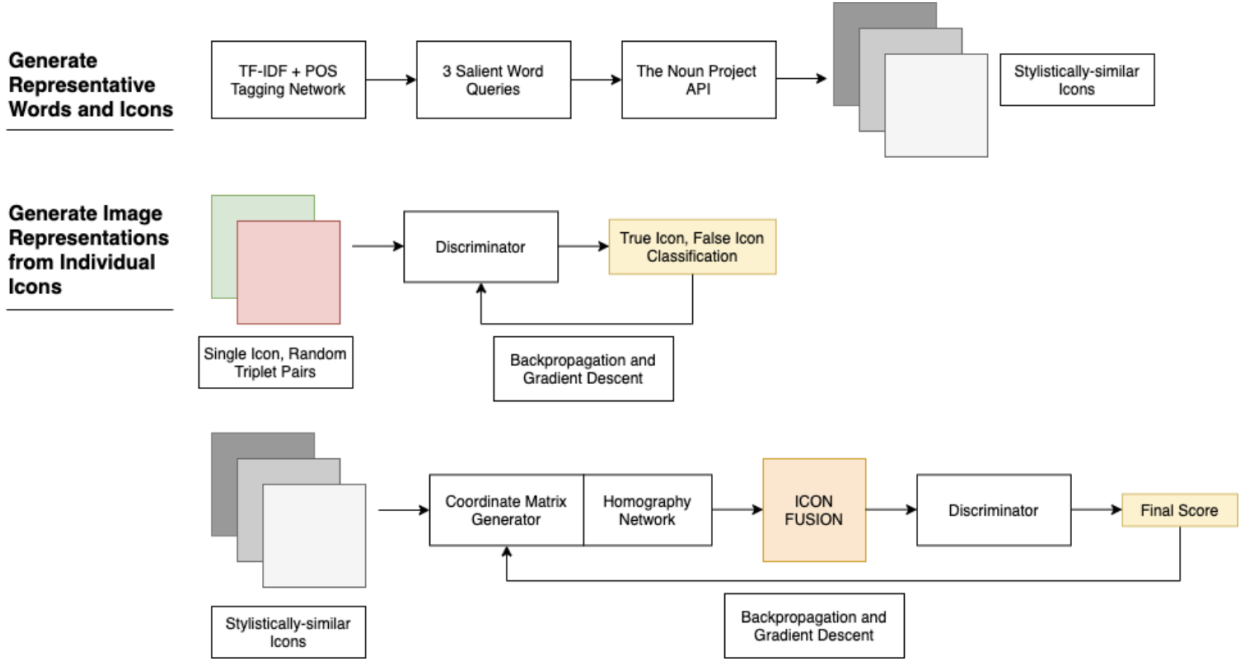 Generate
Representative
Words and Icons
TF-IDF + POS
Tagging Network
3 Salient Word
Queries
The Noun Project
API
Stylistically-similar
Icons
Generate Image
Representations
from Individual
Icons
Discriminator
True Icon, False Icon
Classification
Single Icon, Random
Triplet Pairs
Backpropagation and
Gradient Descent
Coordinate Matrix
Generator
Homography
Network
ICON
FUSION
Discriminator
Final Score
Stylistically-similar
Icons
Backpropagation and
Gradient Descent